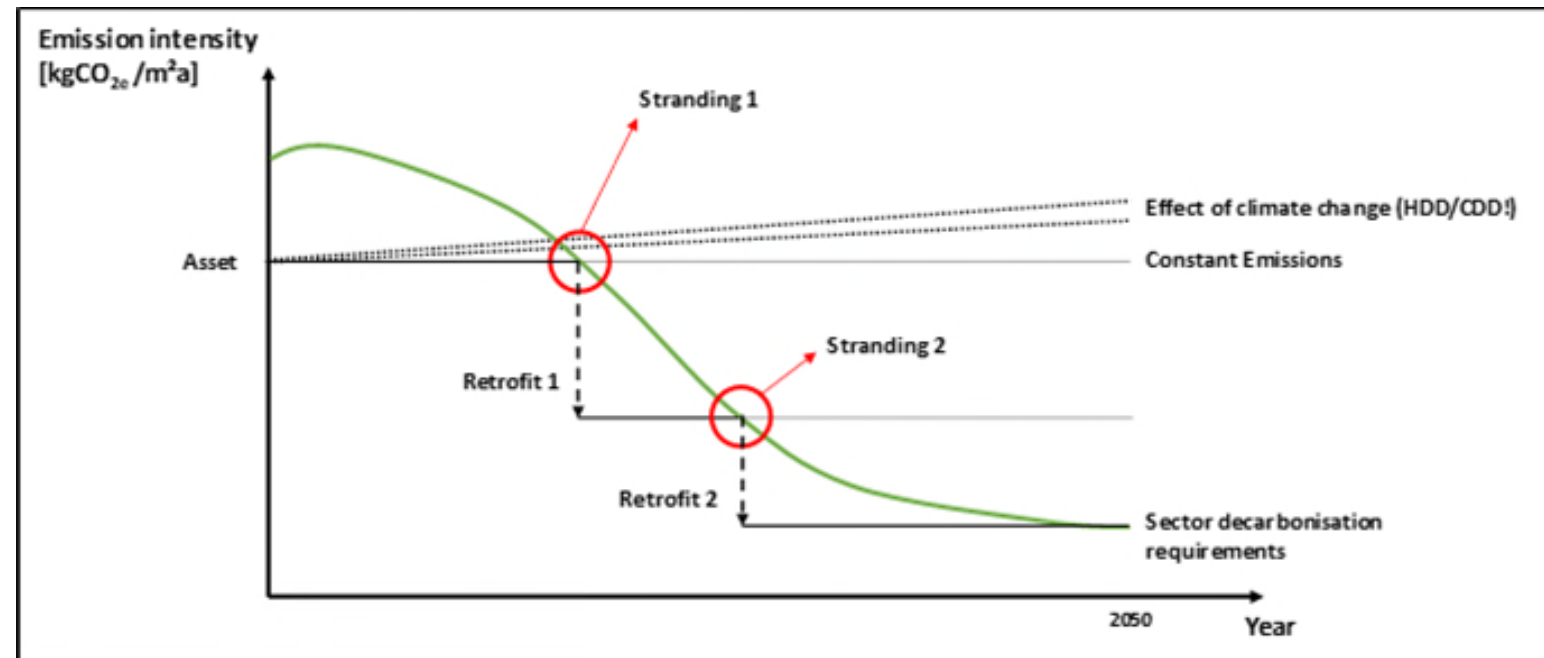 Emission intensity
[kgCO₂ₑ/m²a]
Stranding 1
Effect of climate change (HDD/CDD!)
Asset
Constant Emissions
Stranding 2
Retrofit 1
Retrofit 2
Sector decarbonisation
requirements
2050
Year